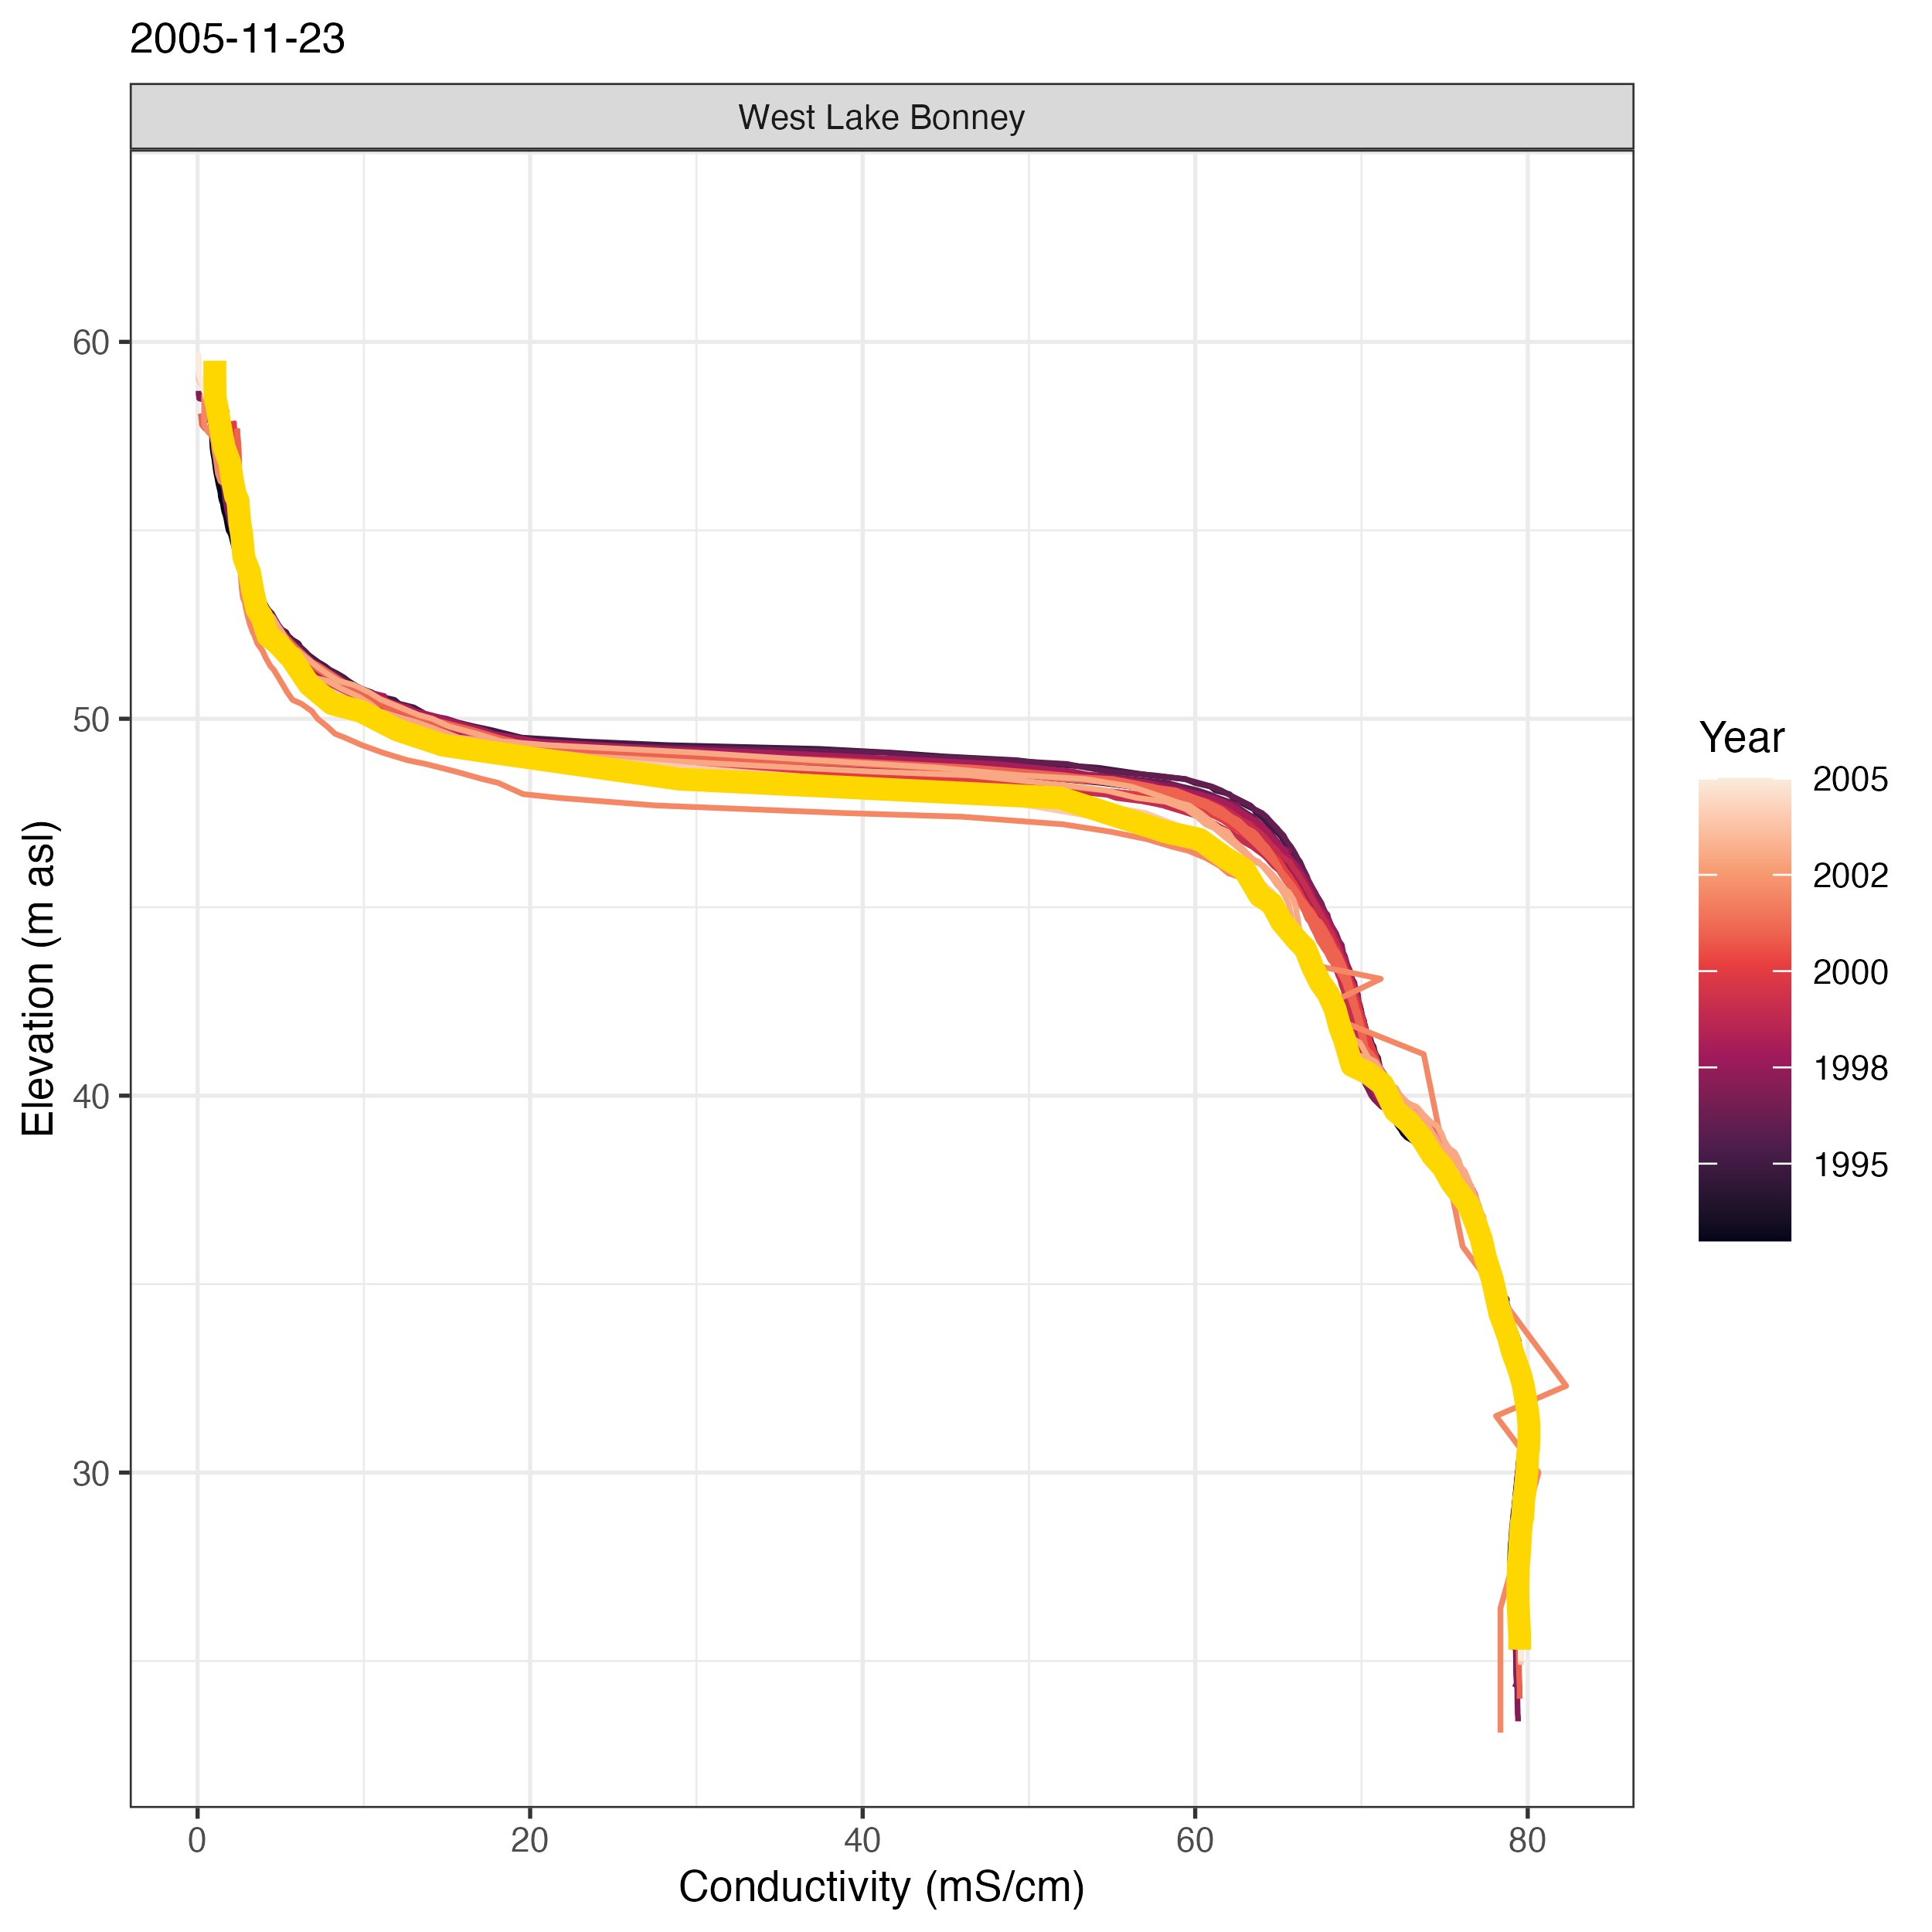 2005-11-23
West Lake Bonney
60
50
40
30
Elevation (m asl)
0 20 40 60 80
Conductivity (mS/cm)
Year
2005
2002
2000
1998
1995